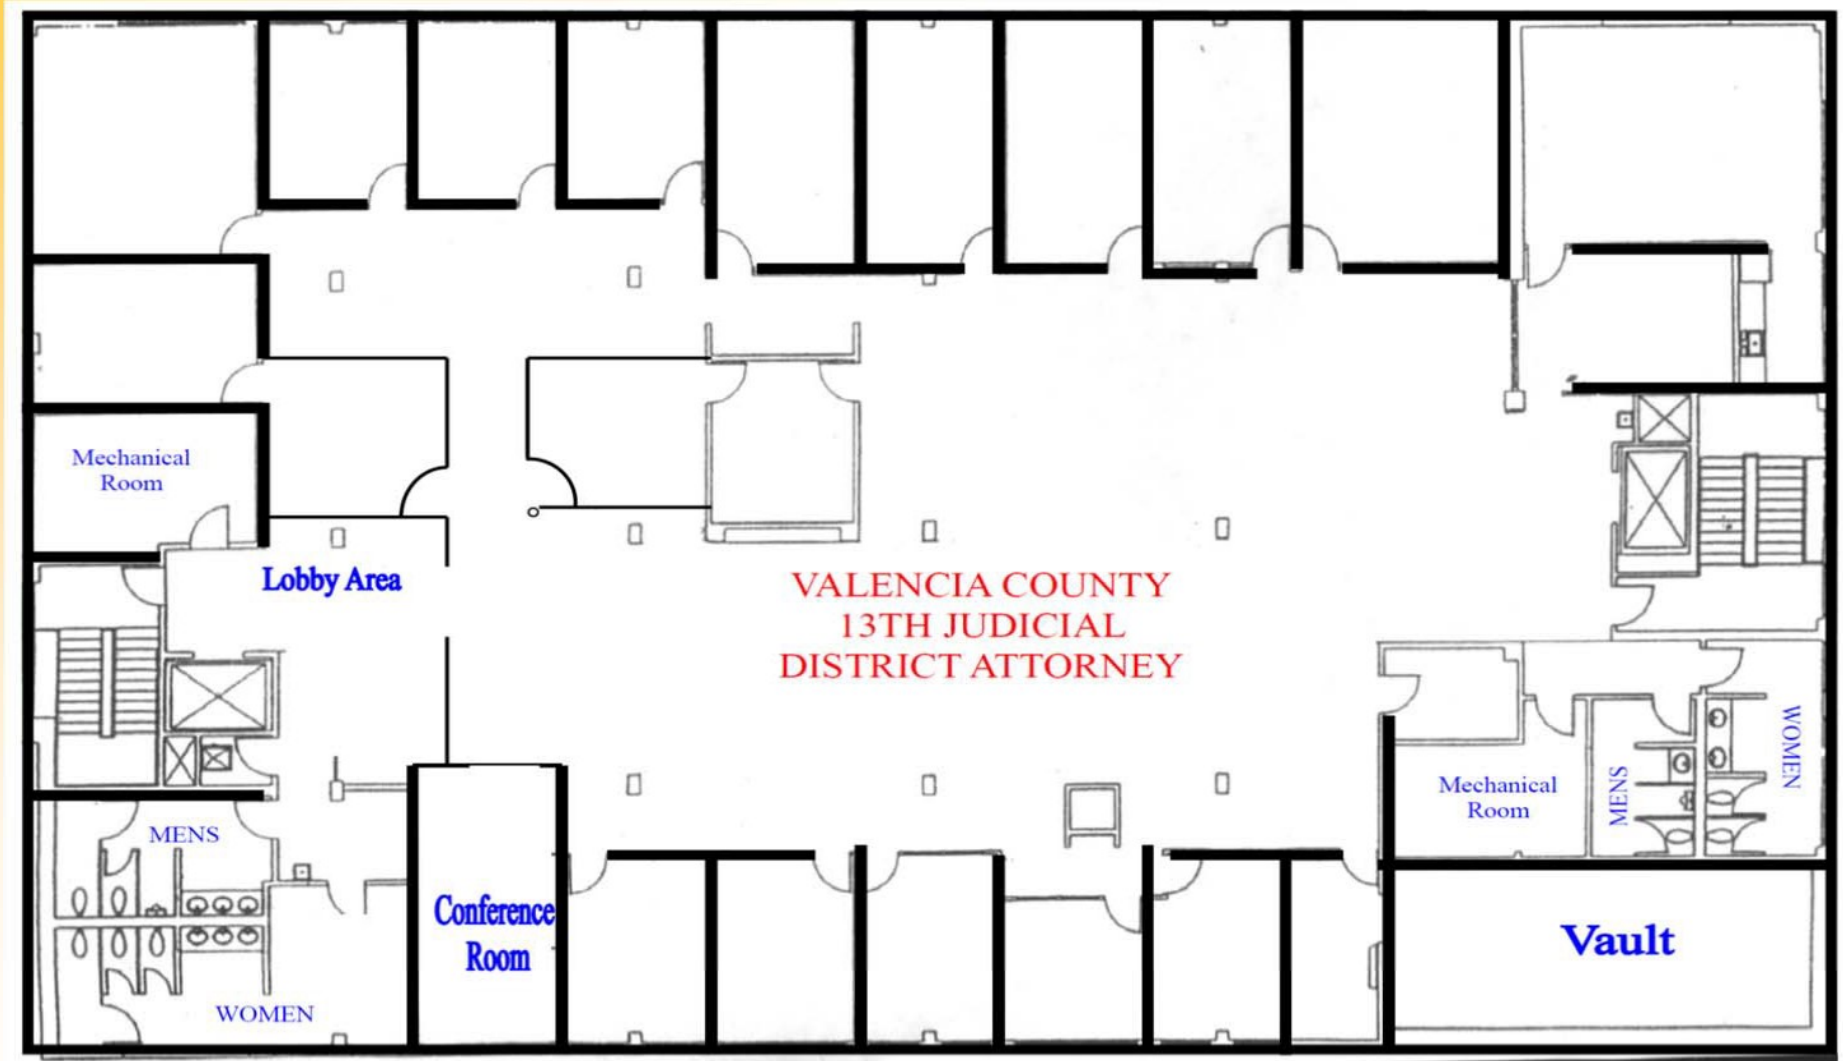 Mechanical
Room
Lobby Area
VALENCIA COUNTY
13TH JUDICIAL
DISTRICT ATTORNEY
WOMEN
MENS
Mechanical
Room
MENS
Conference
Room
Vault
WOMEN